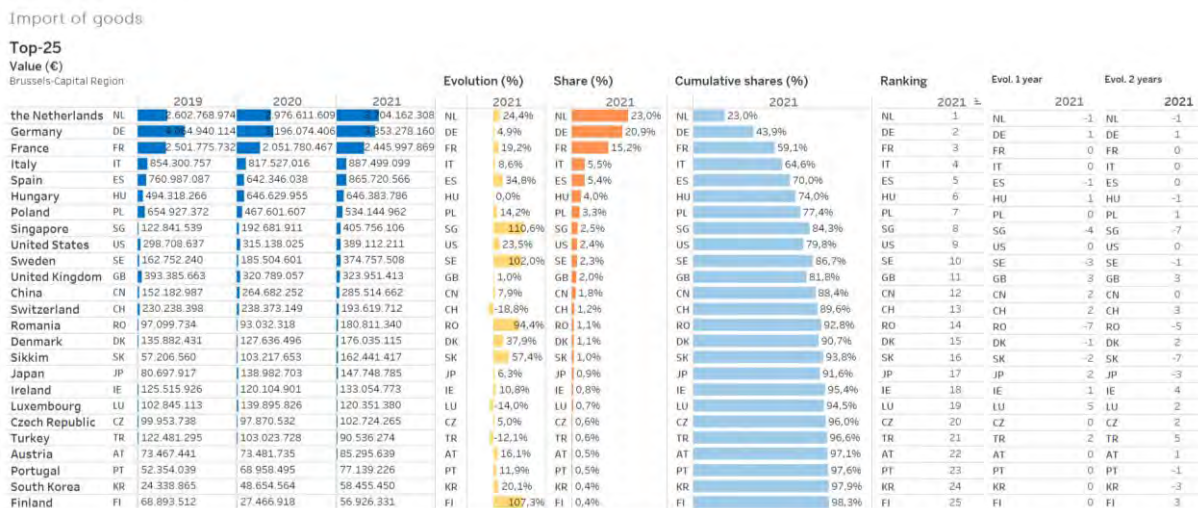 Import of goods
Top-25
Value (€)
Brussels-Capital Region Evolution (%) Share (%) Cumulative shares (%) Ranking Evol. 1 year Evol. 2 years
2019 2020 2021 2021 2021 2021 2021 2021 2021
the Netherlands NL 2.602.768.974 2.976.611.609 3.704.162.308 NL 24,4% NL 23,0% NL 23,0% NL 1 NL -1 NL -1
Germany DE 3.196.074.406 3.353.278.160 DE 4,9% DE 20,9% DE 43,9% DE 2 DE 1 DE 1
France FR 2.501.775.732 2.051.780.467 2.445.997.869 FR 19,2% FR 15,2% FR 59,1% FR 3 FR 0 FR 0
Italy IT 854.300.757 817.527.016 887.499.099 IT 8,6% IT 5,5% IT 64,6% IT 4 IT 0 IT 0
Spain ES 760.987.087 642.346.038 865.720.566 ES 34,8% ES 5,4% ES 70,0% ES 5 ES -1 ES 0
Hungary HU 494.318.266 646.629.955 646.383.786 HU 0,0% HU 4,0% HU 74,0% HU 6 HU 1 HU -1
Poland PL 654.927.372 467.601.607 534.144.962 PL 14,2% PL 3,3% PL 77,4% PL 7 PL 0 PL 1
Singapore SG 122.841.539 192.681.911 405.756.106 SG 110,6% SG 2,5% SG 84,3% SG 8 SG -4 SG -7
United States US 298.708.637 315.138.025 389.112.211 US 23,5% US 2,4% US 79,8% US 9 US 0 US 0
Sweden SE 162.752.240 185.504.601 374.757.508 SE 102,0% SE 2,3% SE 86,7% SE 10 SE -3 SE -1
United Kingdom GB 393.385.663 320.789.057 323.951.413 GB 1,0% GB 2,0% GB 81,8% GB 11 GB 3 GB 3
China CN 152.182.987 264.682.252 285.514.662 CN 7,9% CN 1,8% CN 88,4% CN 12 CN 2 CN 0
Switzerland CH 230.238.398 238.373.149 193.619.712 CH -18,8% CH 1,2% CH 89,6% CH 13 CH 2 CH 3
Romania RO 97.099.734 93.032.318 180.811.340 RO 94,4% RO 1,1% RO 92,8% RO 14 RO -7 RO -5
Denmark DK 135.882.431 127.636.496 176.035.115 DK 37,9% DK 1,1% DK 90,7% DK 15 DK -1 DK 2
Sikkim SK 57.206.560 103.217.653 162.441.417 SK 57,4% SK 1,0% SK 93,8% SK 16 SK -2 SK -7
Japan JP 80.697.917 138.982.703 147.748.785 JP 6,3% JP 0,9% JP 91,6% JP 17 JP 2 JP -3
Ireland IE 125.515.926 120.104.901 133.054.773 IE 10,8% IE 0,8% IE 95,4% IE 18 IE 1 IE 4
Luxembourg LU 102.845.113 139.895.826 120.351.380 LU -14,0% LU 0,7% LU 94,5% LU 19 LU 5 LU 2
Czech Republic CZ 99.953.738 97.870.532 102.724.265 CZ 5,0% CZ 0,6% CZ 96,0% CZ 20 CZ 0 CZ 2
Turkey TR 122.481.295 103.023.728 90.536.274 TR -12,1% TR 0,6% TR 96,6% TR 21 TR 2 TR 5
Austria AT 73.467.441 73.481.735 85.295.639 AT 16,1% AT 0,5% AT 97,1% AT 22 AT 0 AT 1
Portugal PT 52.354.039 68.958.495 77.139.226 PT 11,9% PT 0,5% PT 97,6% PT 23 PT 0 PT -1
South Korea KR 24.338.865 48.654.564 58.455.450 KR 20,1% KR 0,4% KR 97,9% KR 24 KR 0 KR -3
Finland FI 68.893.512 27.466.918 56.926.331 FI 107,3% FI 0,4% FI 98,3% FI 25 FI 0 FI 3